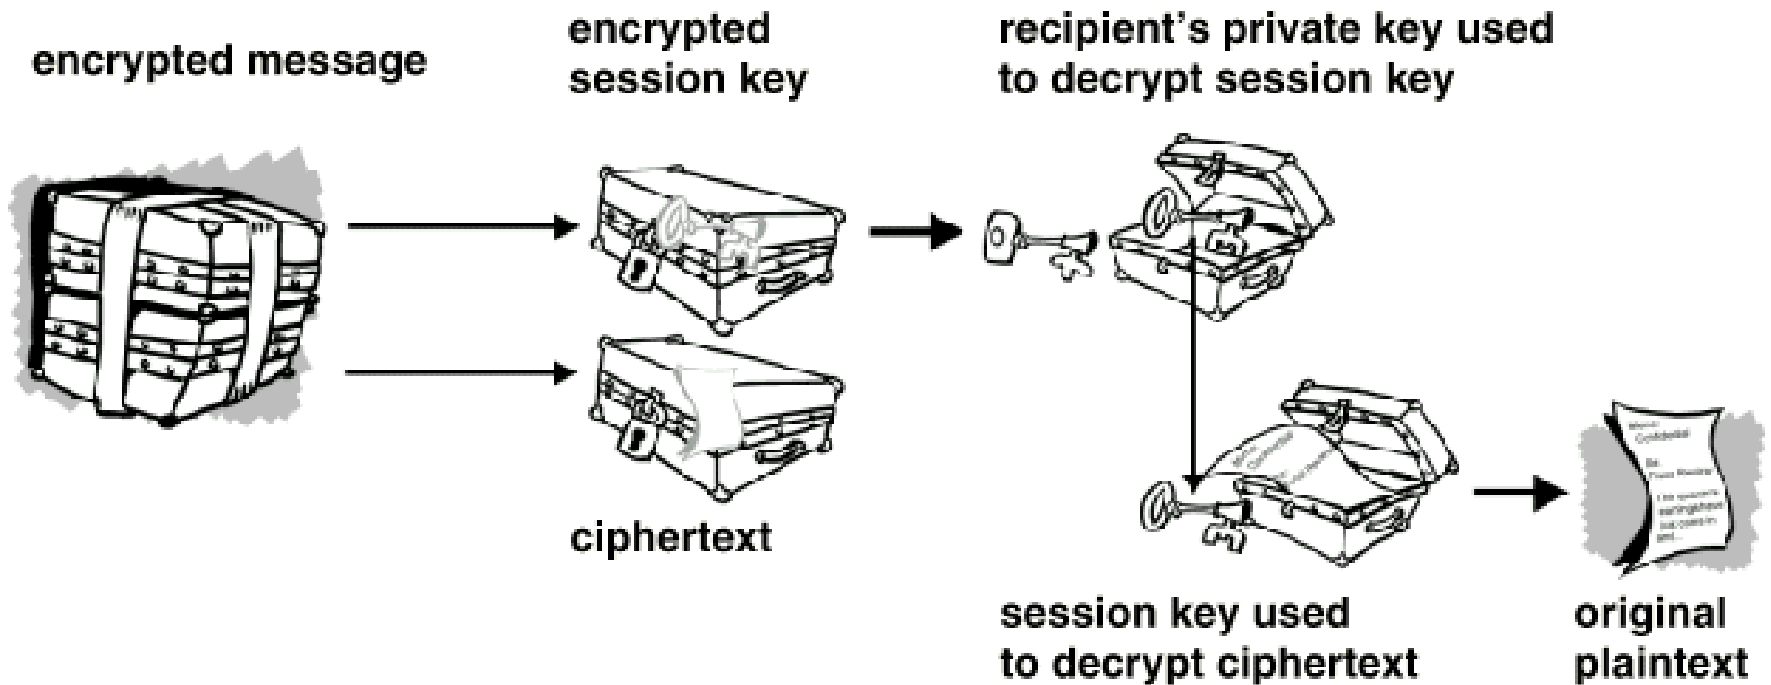 encrypted message
encrypted
session key
recipient's private key used
to decrypt session key
ciphertext
Confidential
session key used
to decrypt ciphertext
original
plaintext